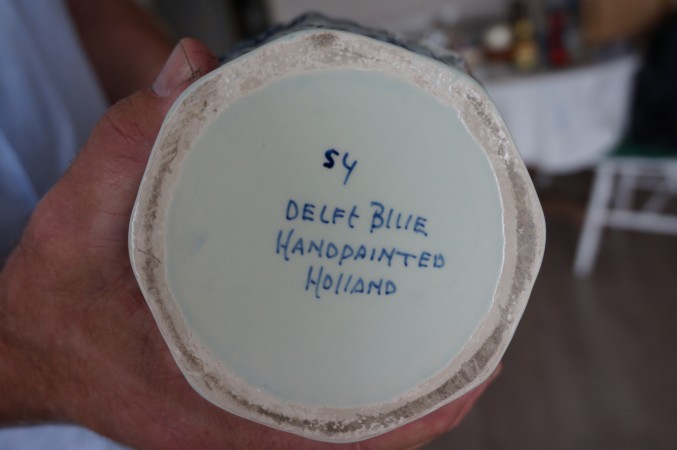 54
DELFT BLUE
HANDPAINTED
HOLLAND